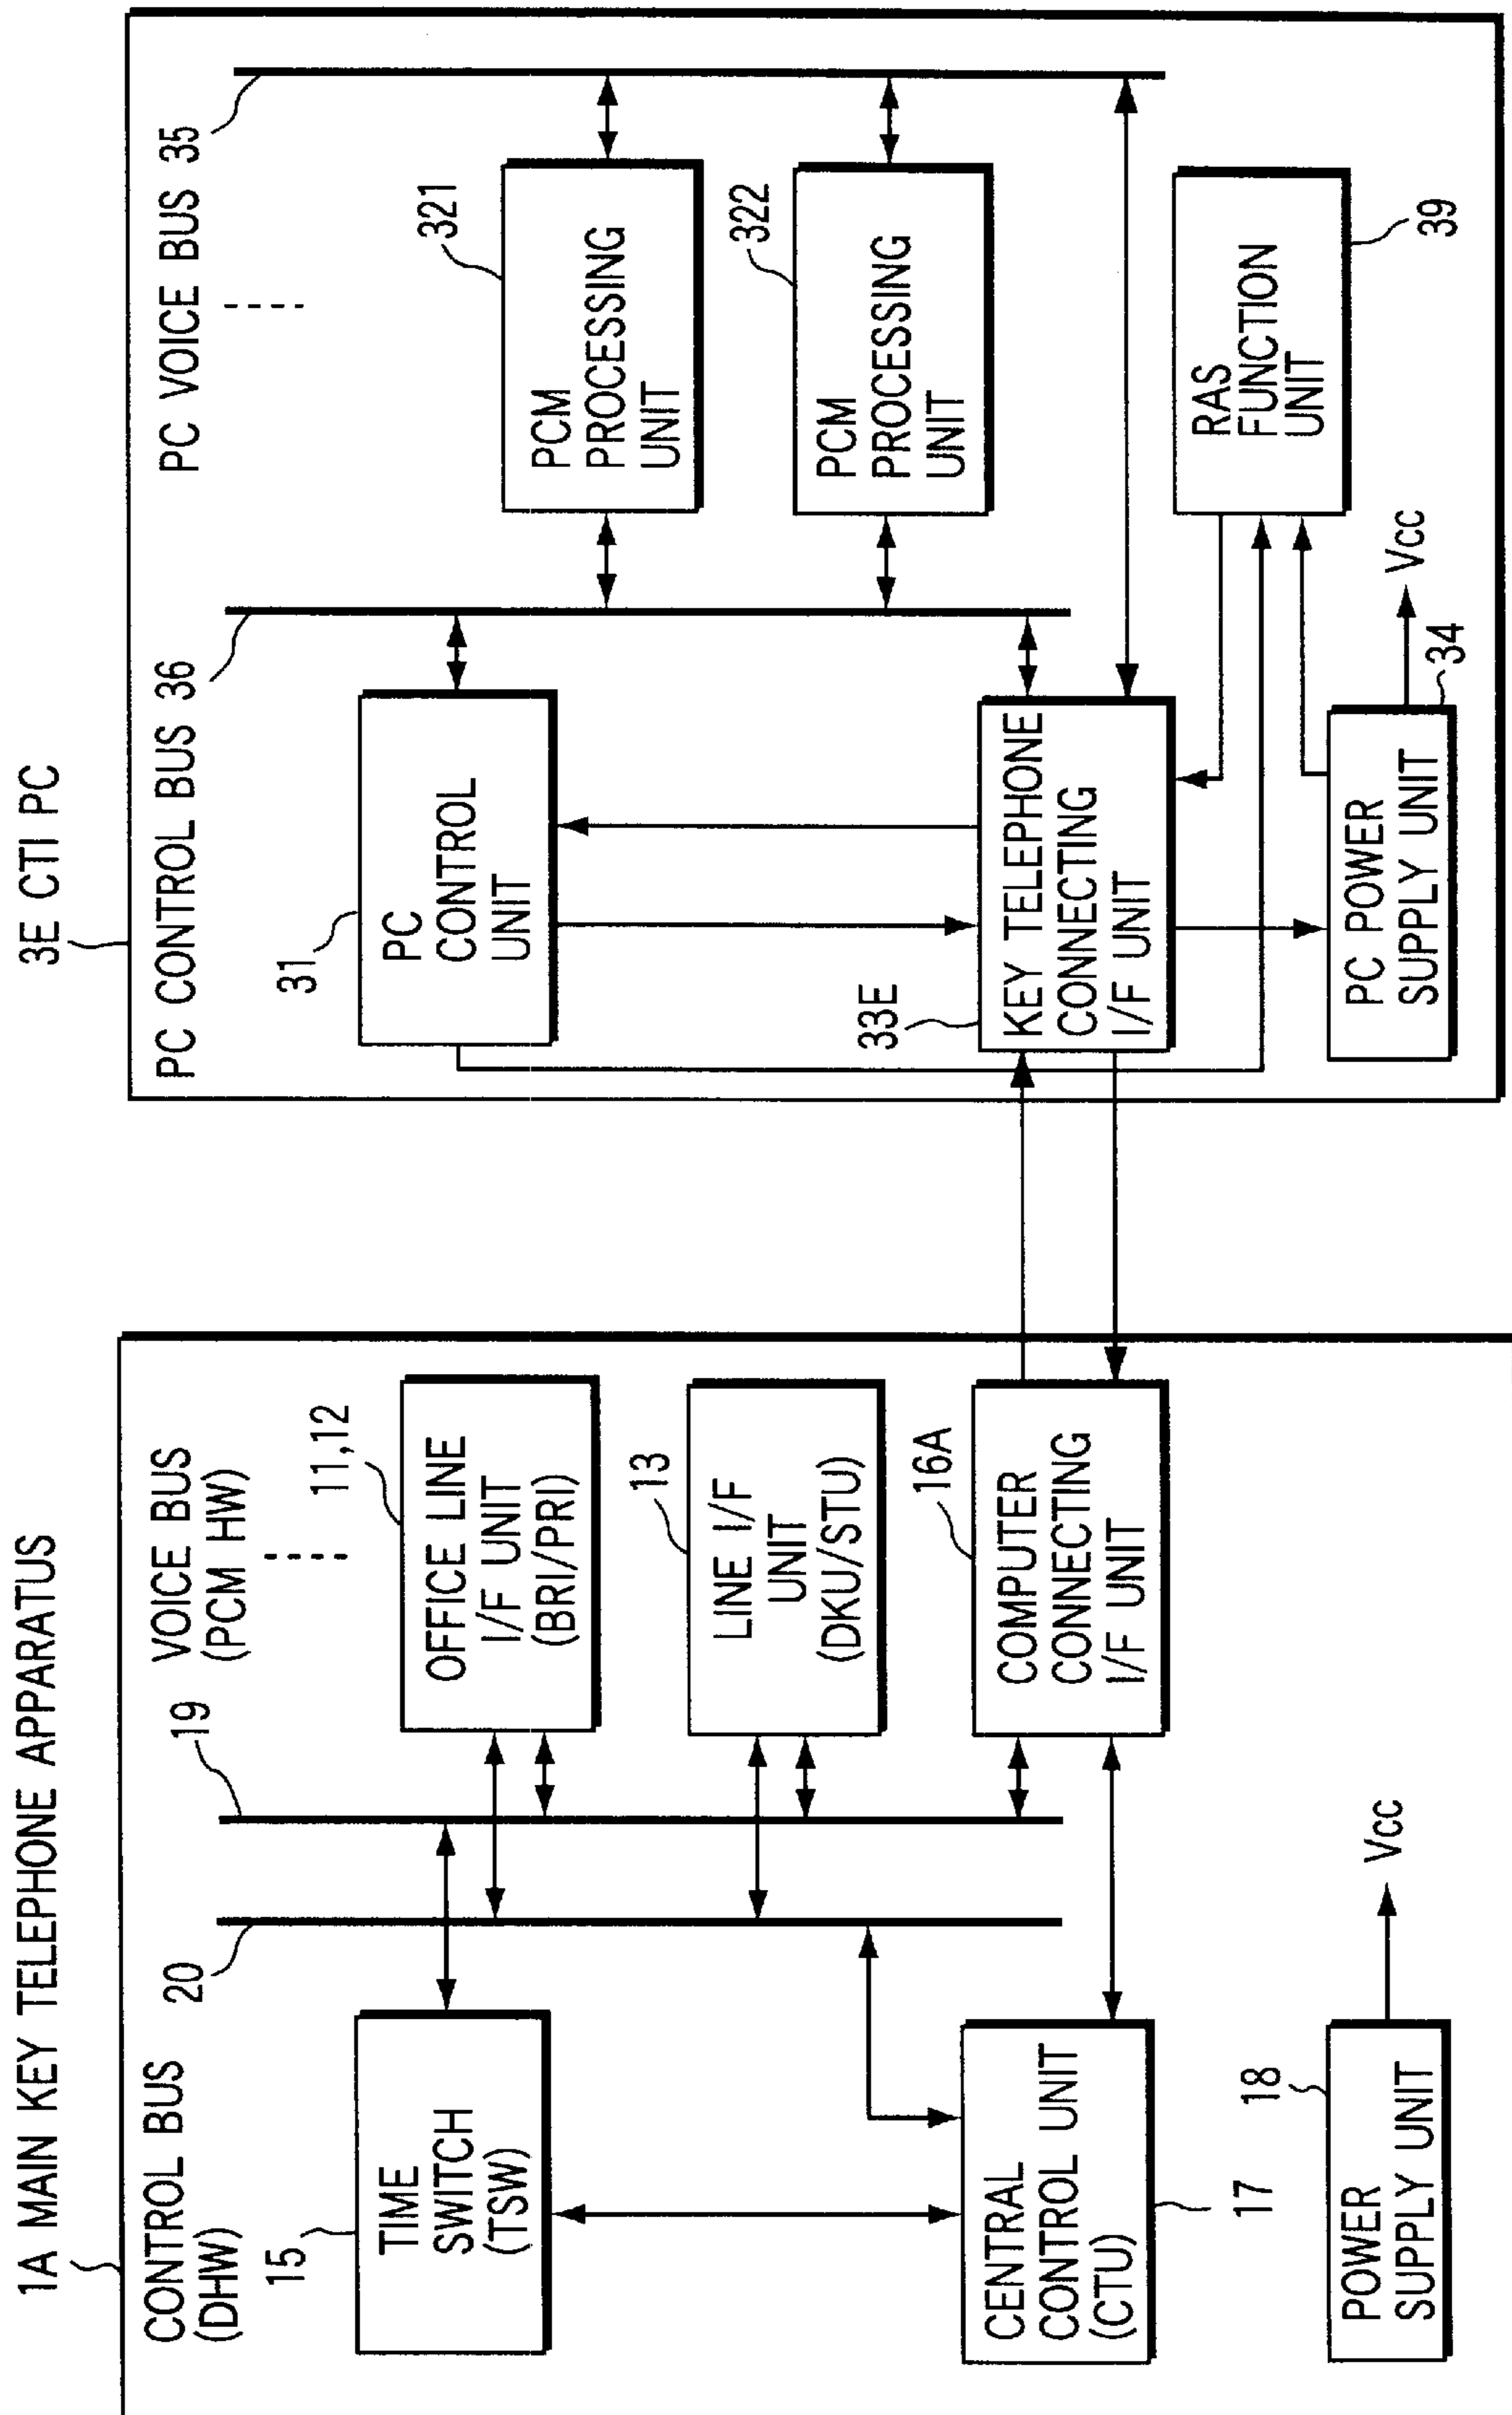 1A MAIN KEY TELEPHONE APPARATUS
CONTROL BUS
(DHW)
20
19
VOICE BUS
(PCM HW)
15
TIME
SWITCH
(TSW)
11,12
OFFICE LINE
I/F UNIT
(BRI/PRI)
13
LINE I/F
UNIT
(DKU/STU)
16A
COMPUTER
CONNECTING
I/F UNIT
CENTRAL
CONTROL UNIT
(CTU)
17
18
POWER
SUPPLY UNIT
Vcc
3E CTI PC
PC CONTROL BUS 36
PC VOICE BUS 35
31
PC
CONTROL
UNIT
321
PCM
PROCESSING
UNIT
322
PCM
PROCESSING
UNIT
33E
KEY TELEPHONE
CONNECTING
I/F UNIT
RAS
FUNCTION
UNIT
39
PC POWER
SUPPLY UNIT
34
Vcc